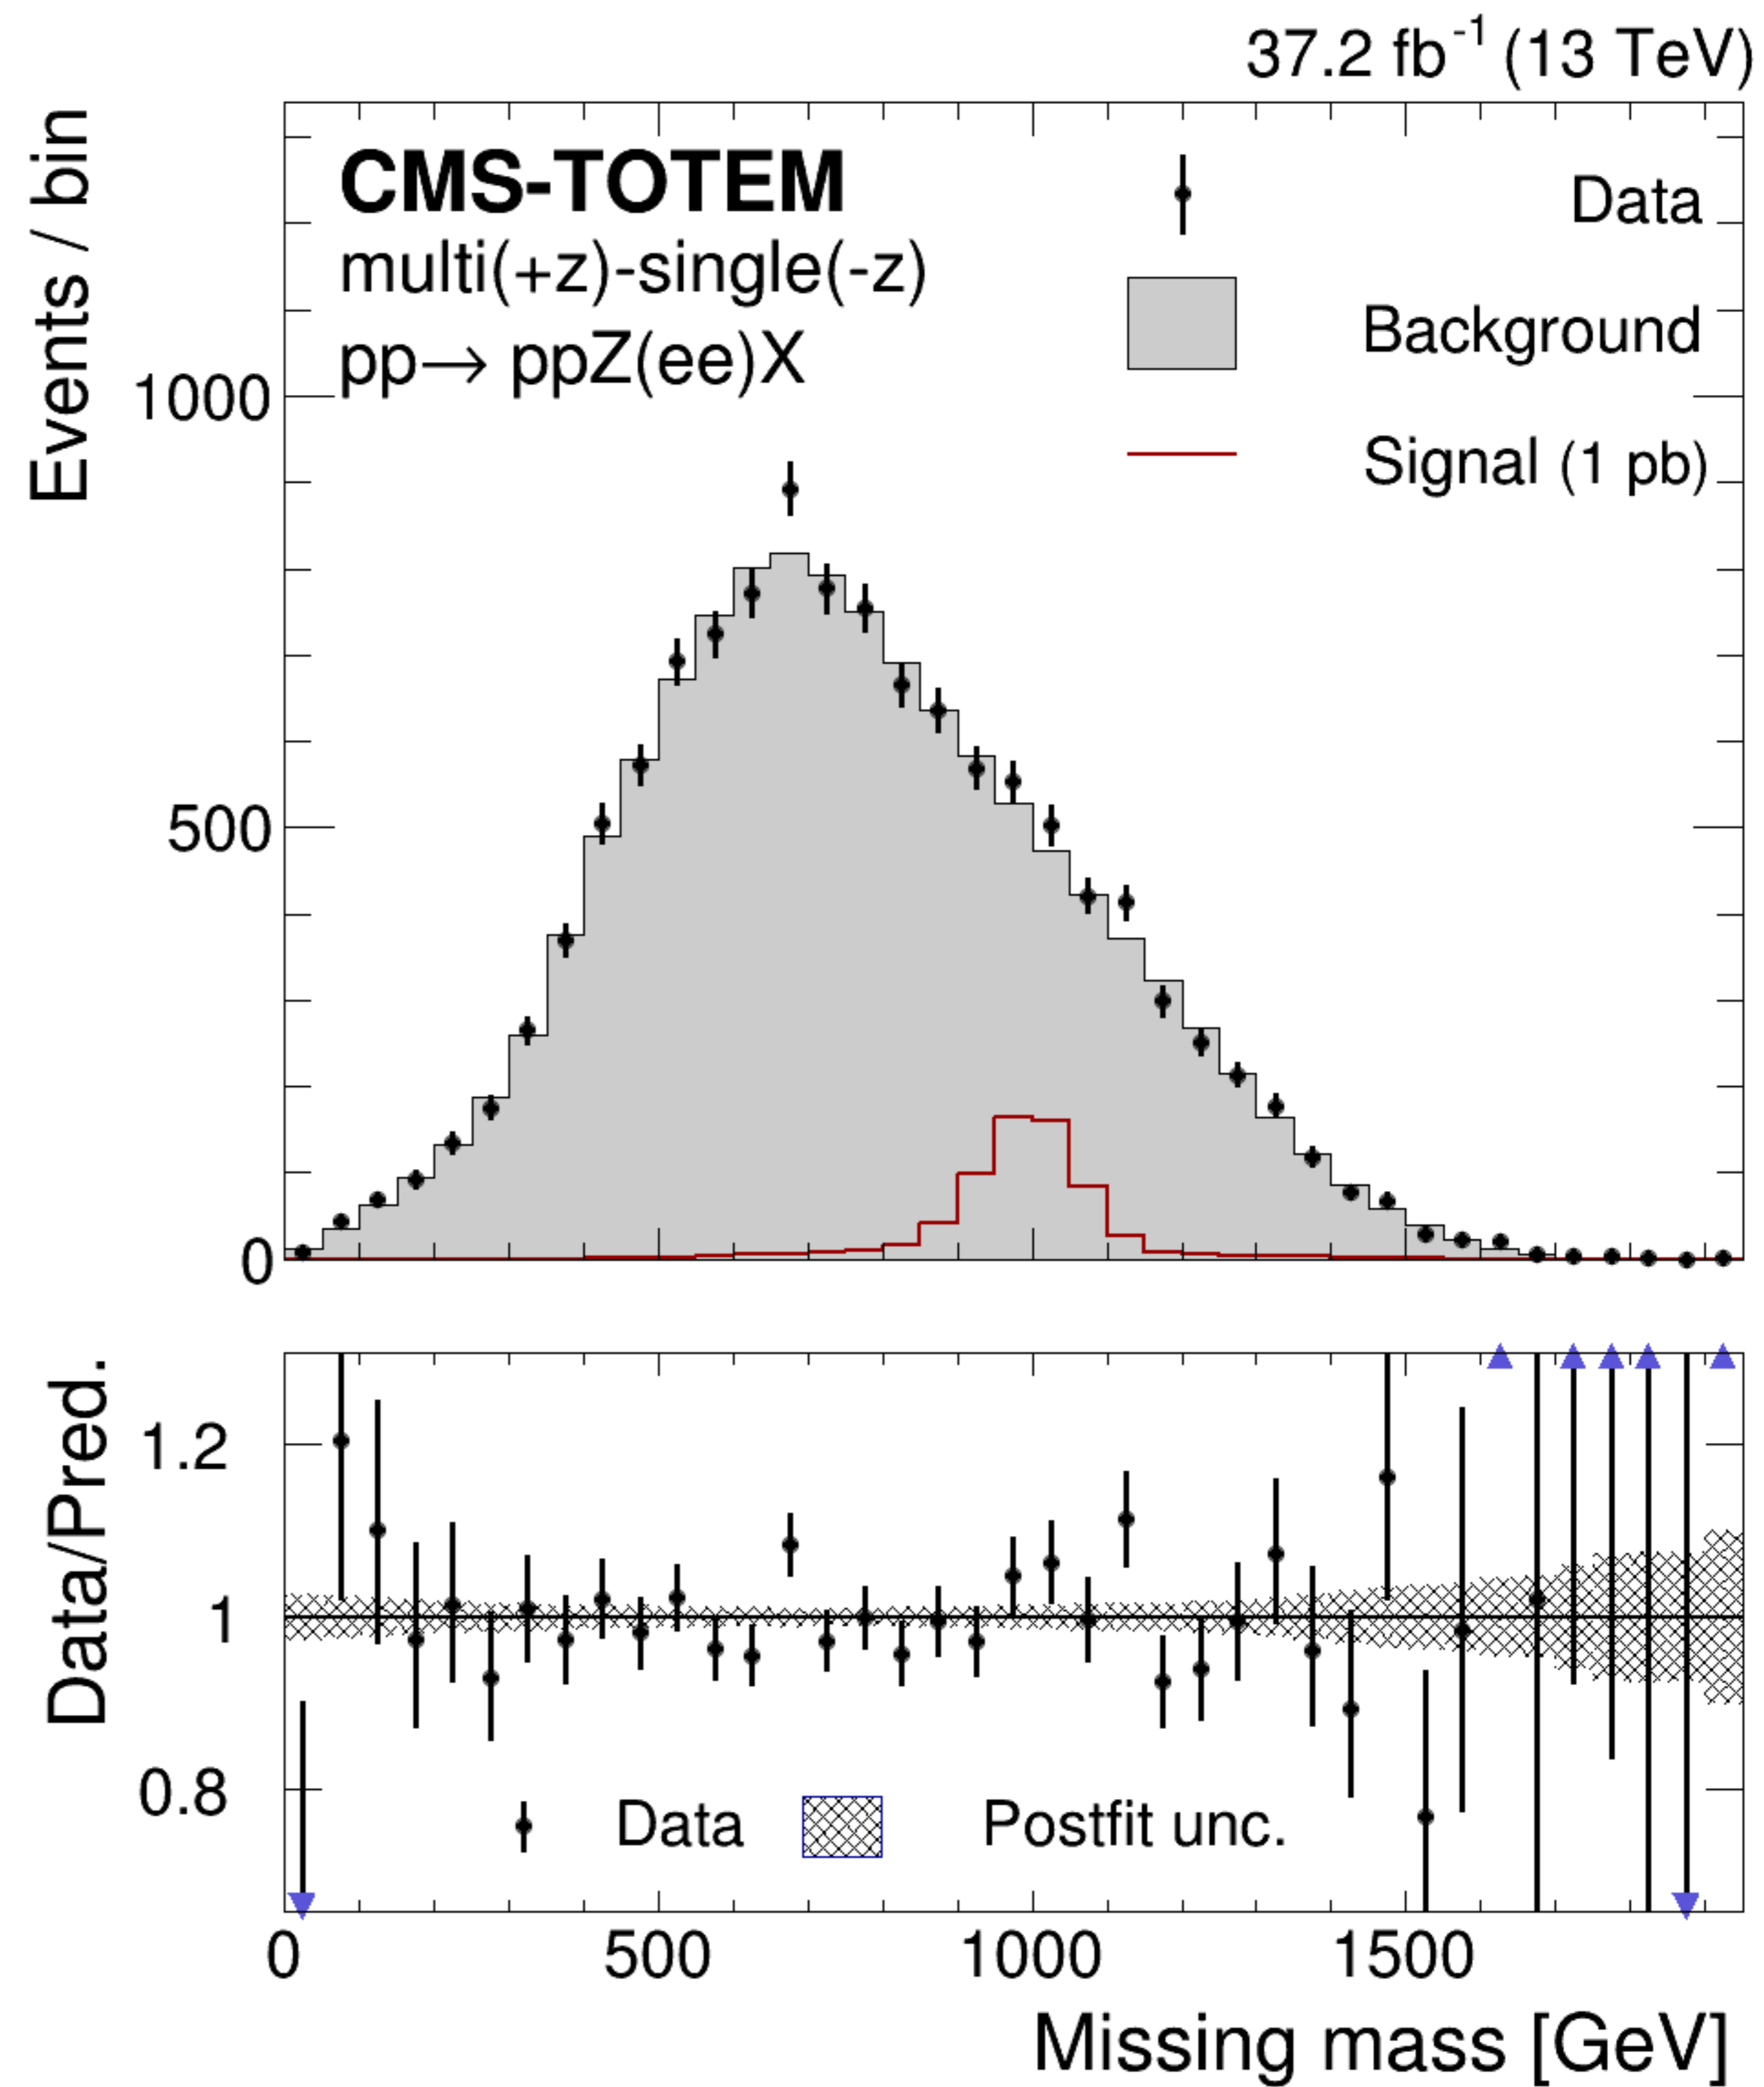 37.2 fb⁻¹ (13 TeV)
Events / bin
CMS-TOTEM
multi(+z)-single(-z)
pp→ ppZ(ee)X
Data
Background
Signal (1 pb)
1000
500
0
Data/Pred.
1.2
1
0.8
Data
Postfit unc.
0
500
1000
1500
Missing mass [GeV]